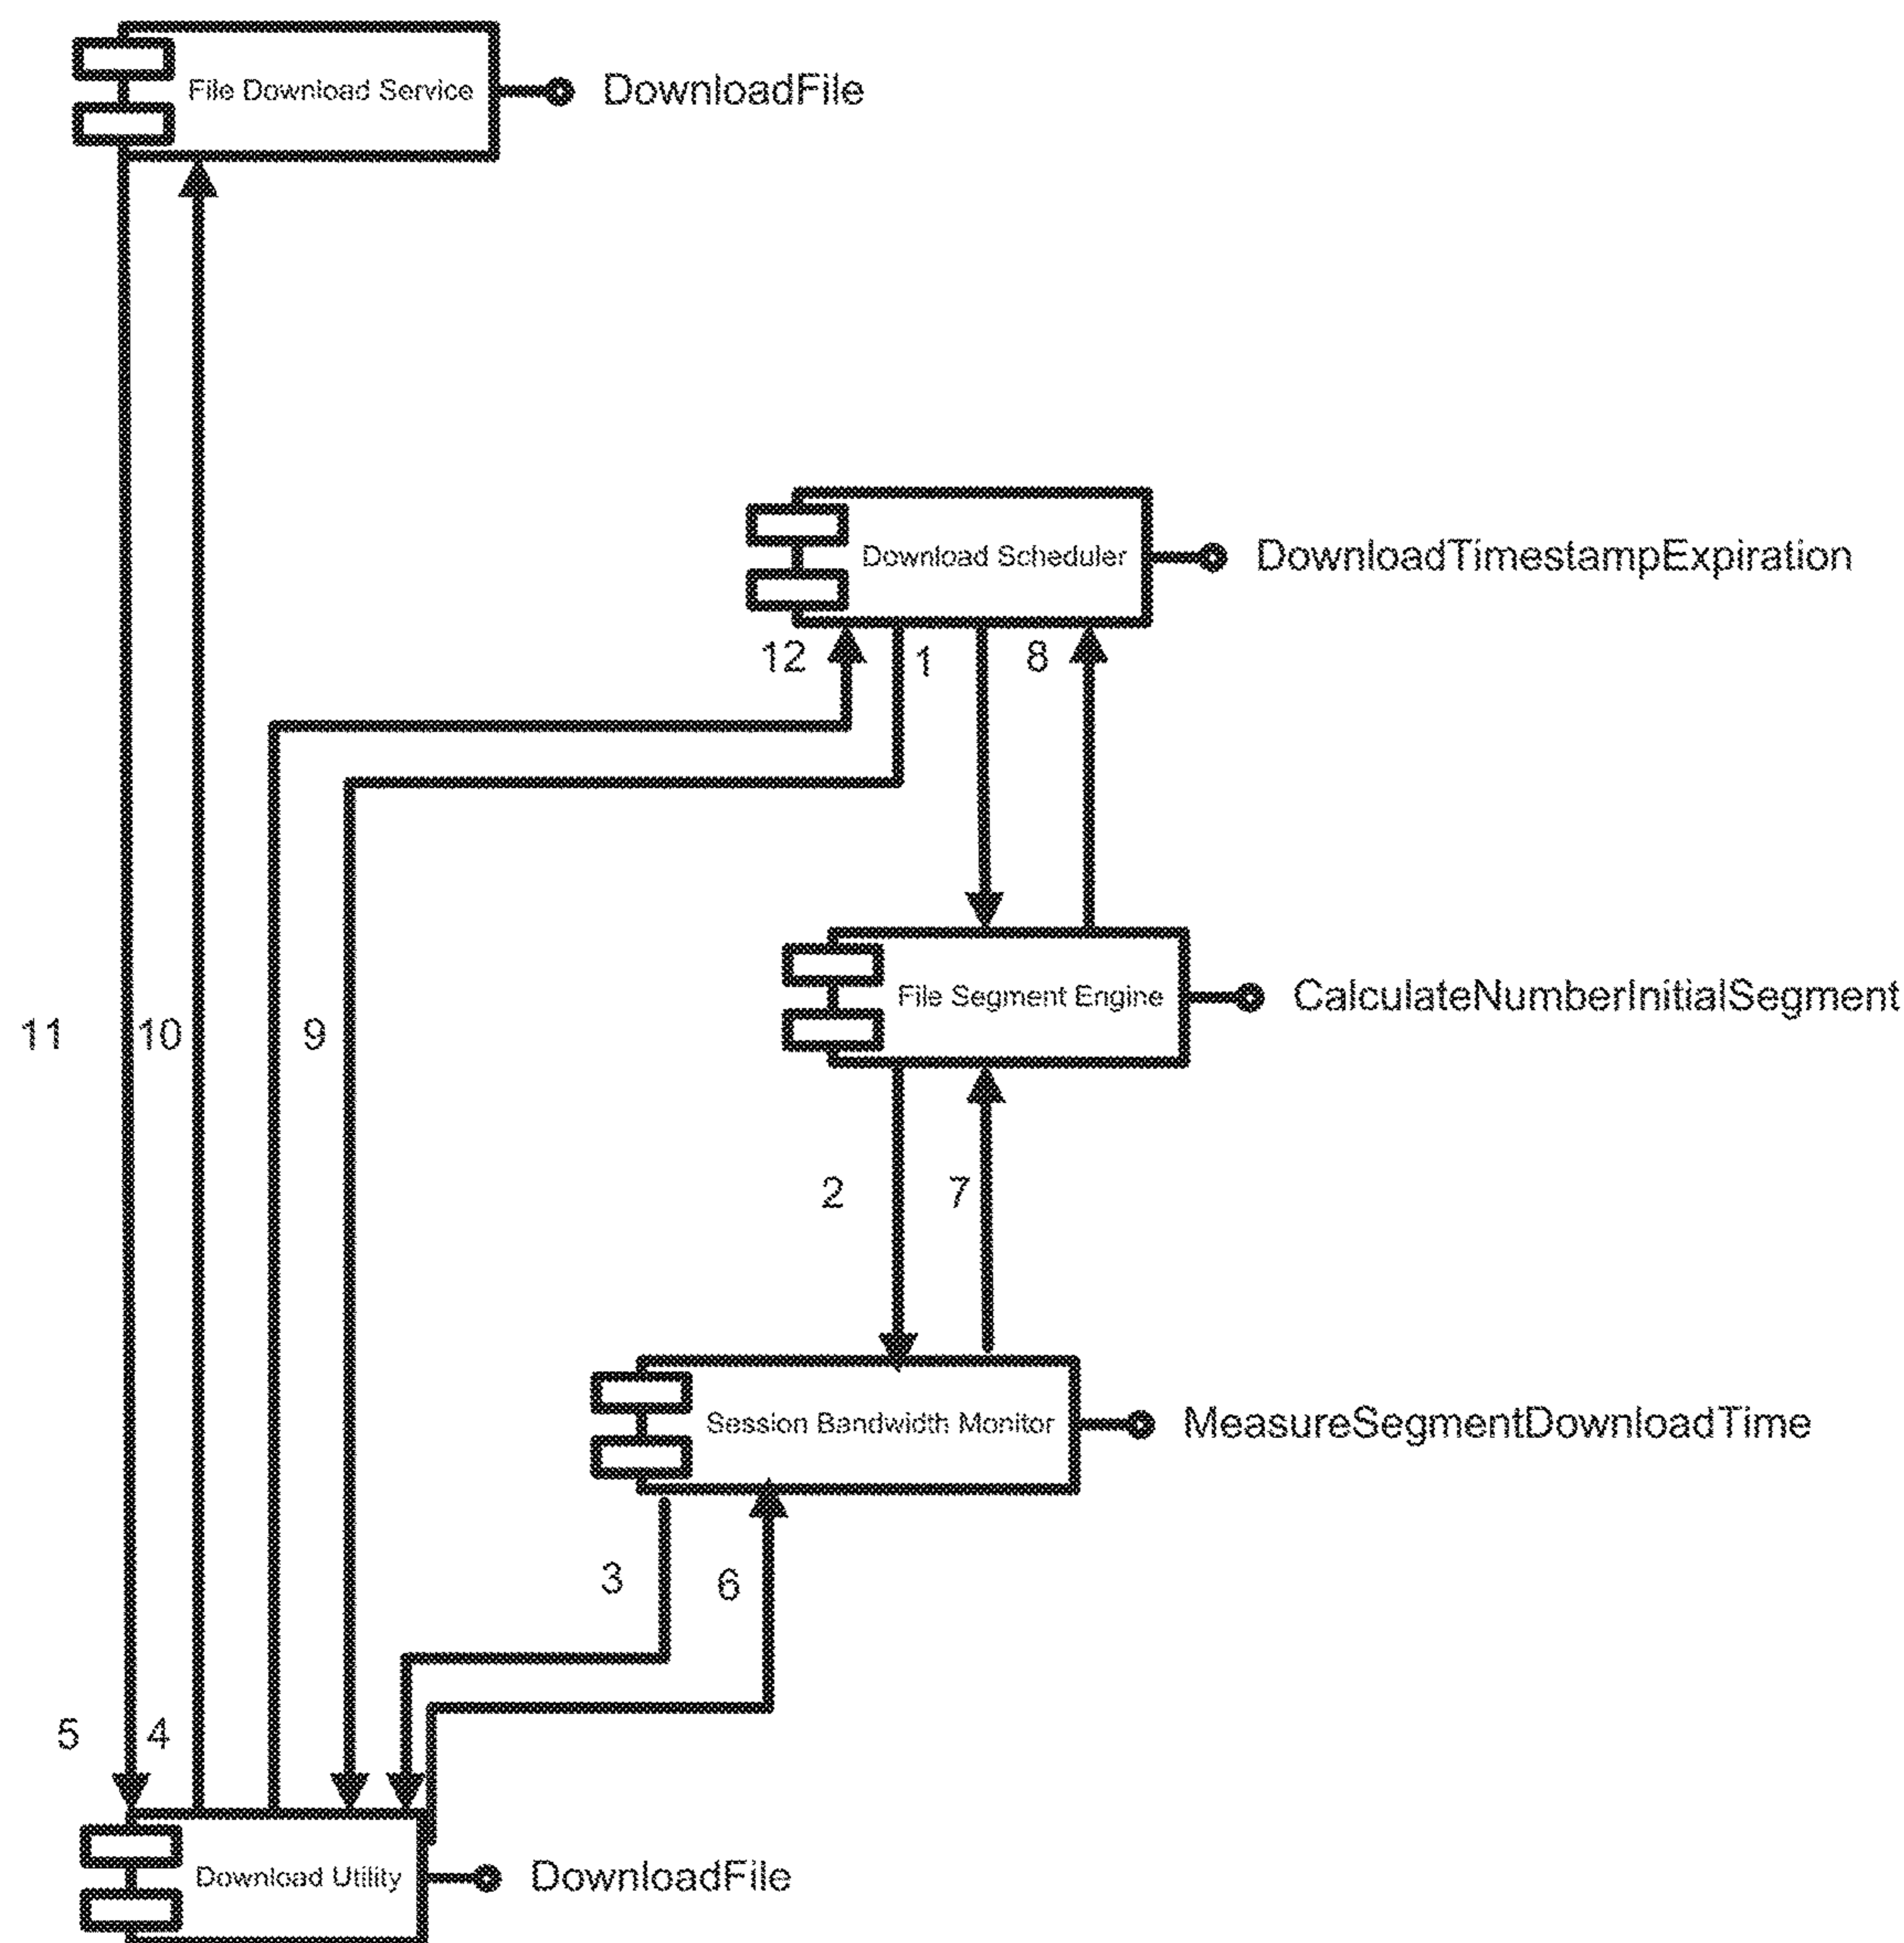 File Download Service
DownloadFile
Download Scheduler
DownloadTimestampExpiration
12
1
8
File Segment Engine
CalculateNumberInitialSegment
11
10
9
2
7
Session Bandwidth Monitor
MeasureSegmentDownloadTime
3
6
5
4
Download Utility
DownloadFile